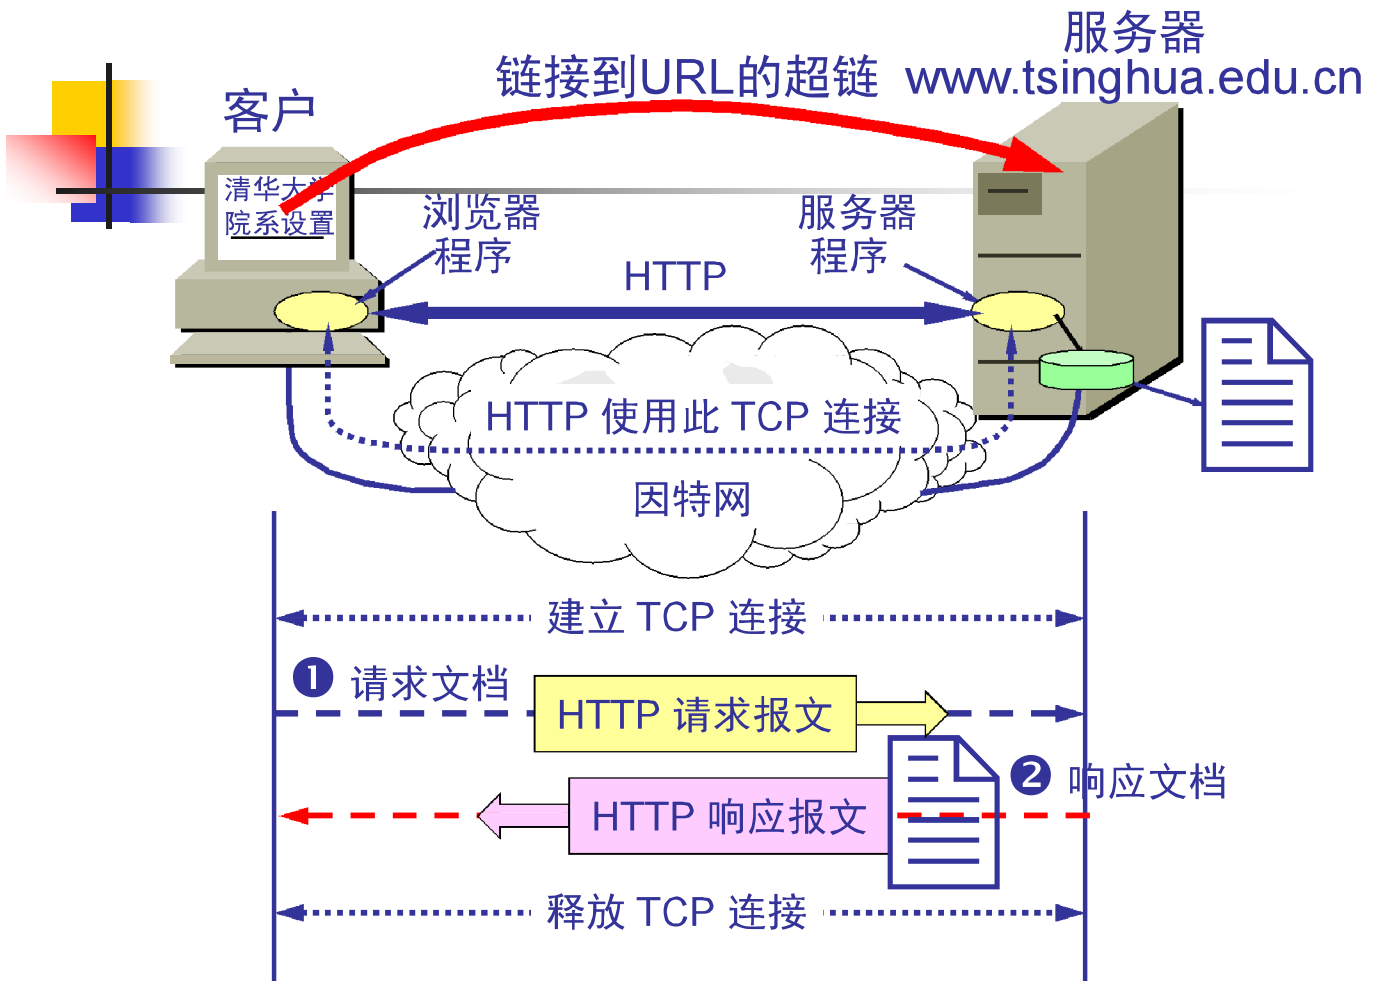 服务器
链接到URL的超链 www.tsinghua.edu.cn
客户
清华大学
院系设置
浏览器
程序
服务器
程序
HTTP
HTTP 使用此 TCP 连接
因特网
建立 TCP 连接
❶ 请求文档
HTTP 请求报文
❷ 响应文档
HTTP 响应报文
释放 TCP 连接